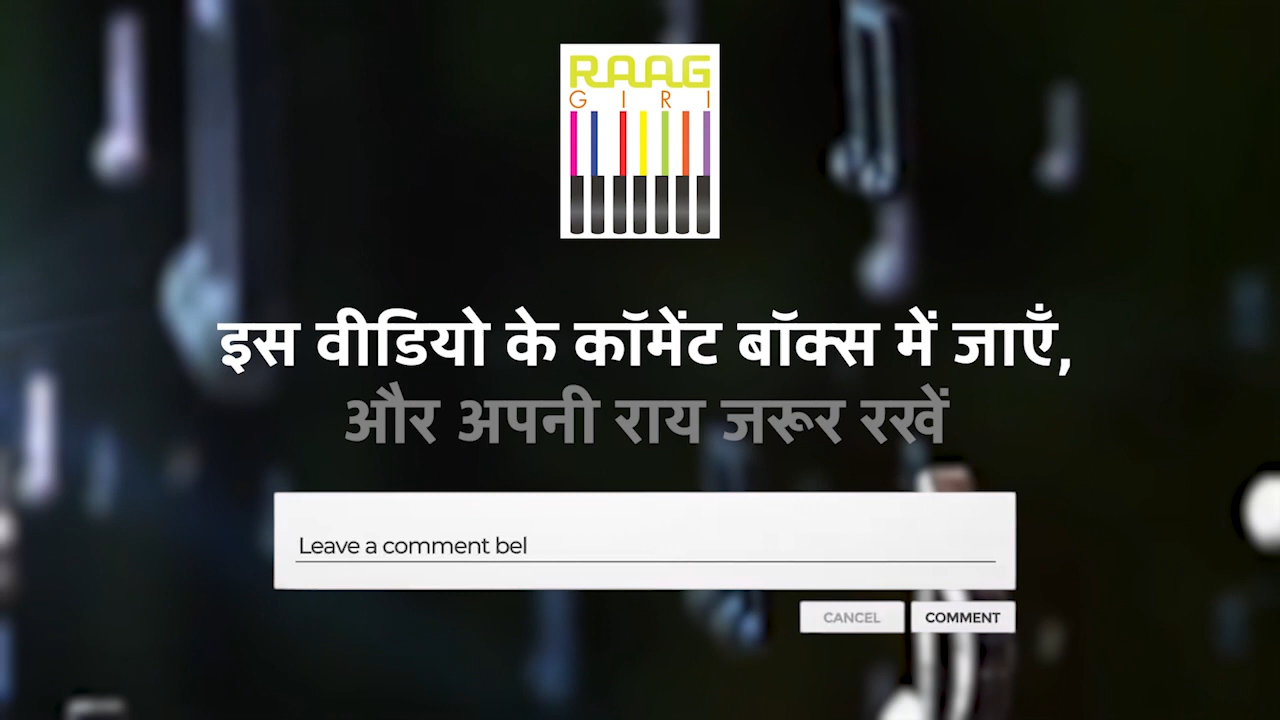 RAAG
GIRI
इस वीडियो के कॉमेंट बॉक्स में जाएँ,
और अपनी राय जरूर रखें
Leave a comment bel
CANCEL COMMENT